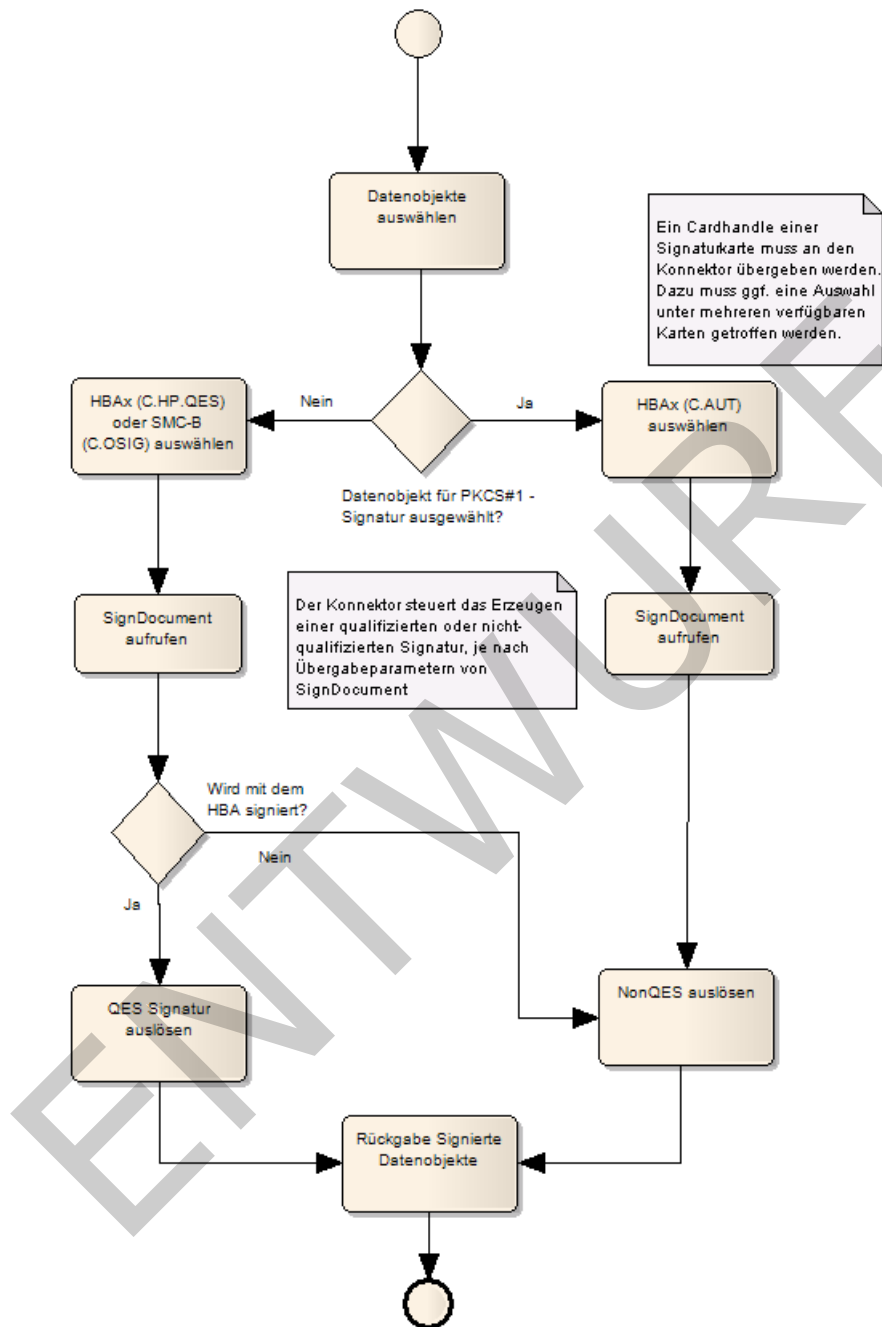 Datenobjekte
auswählen
Ein Cardhandle einer
Signaturkarte muss an den
Konnektor übergeben werden.
Dazu muss ggf. eine Auswahl
unter mehreren verfügbaren
Karten getroffen werden.
HBAx (C.HP.QES)
oder SMC-B
(C.OSIG) auswählen
Nein
Ja
HBAx (C.AUT)
auswählen
Datenobjekt für PKCS#1 -
Signatur ausgewählt?
SignDocument
aufrufen
Der Konnektor steuert das Erzeugen
einer qualifizierten oder nicht-
qualifizierten Signatur, je nach
Übergabeparametern von
SignDocument
SignDocument
aufrufen
Wird mit dem
HBA signiert?
Nein
Ja
QES Signatur
auslösen
NonQES auslösen
Rückgabe Signierte
Datenobjekte
ENTWURF